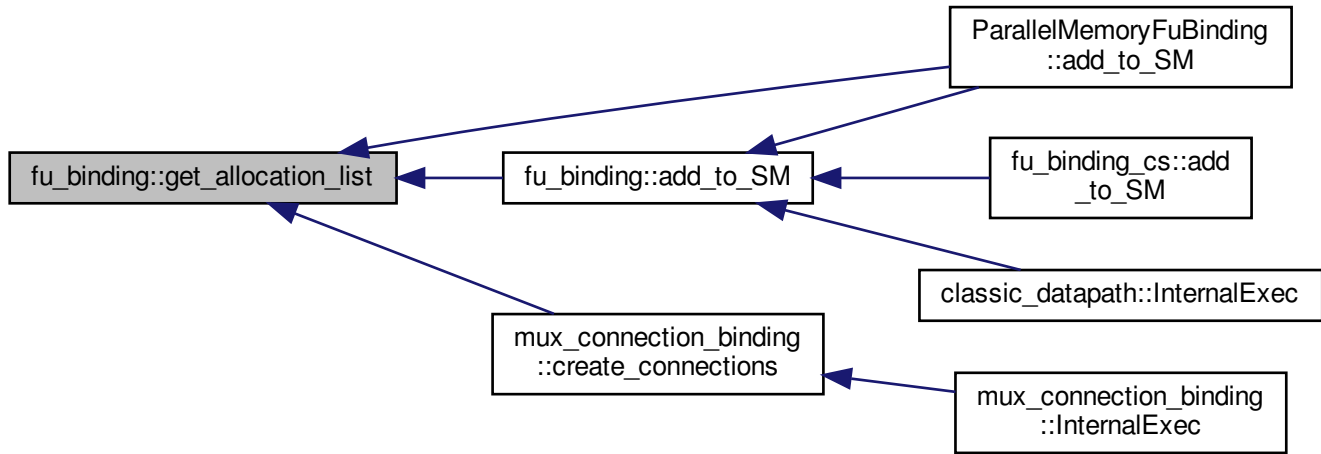 ParallelMemoryFuBinding
::add_to_SM
fu_binding::get_allocation_list
fu_binding::add_to_SM
fu_binding_cs::add
_to_SM
classic_datapath::InternalExec
mux_connection_binding
::create_connections
mux_connection_binding
::InternalExec